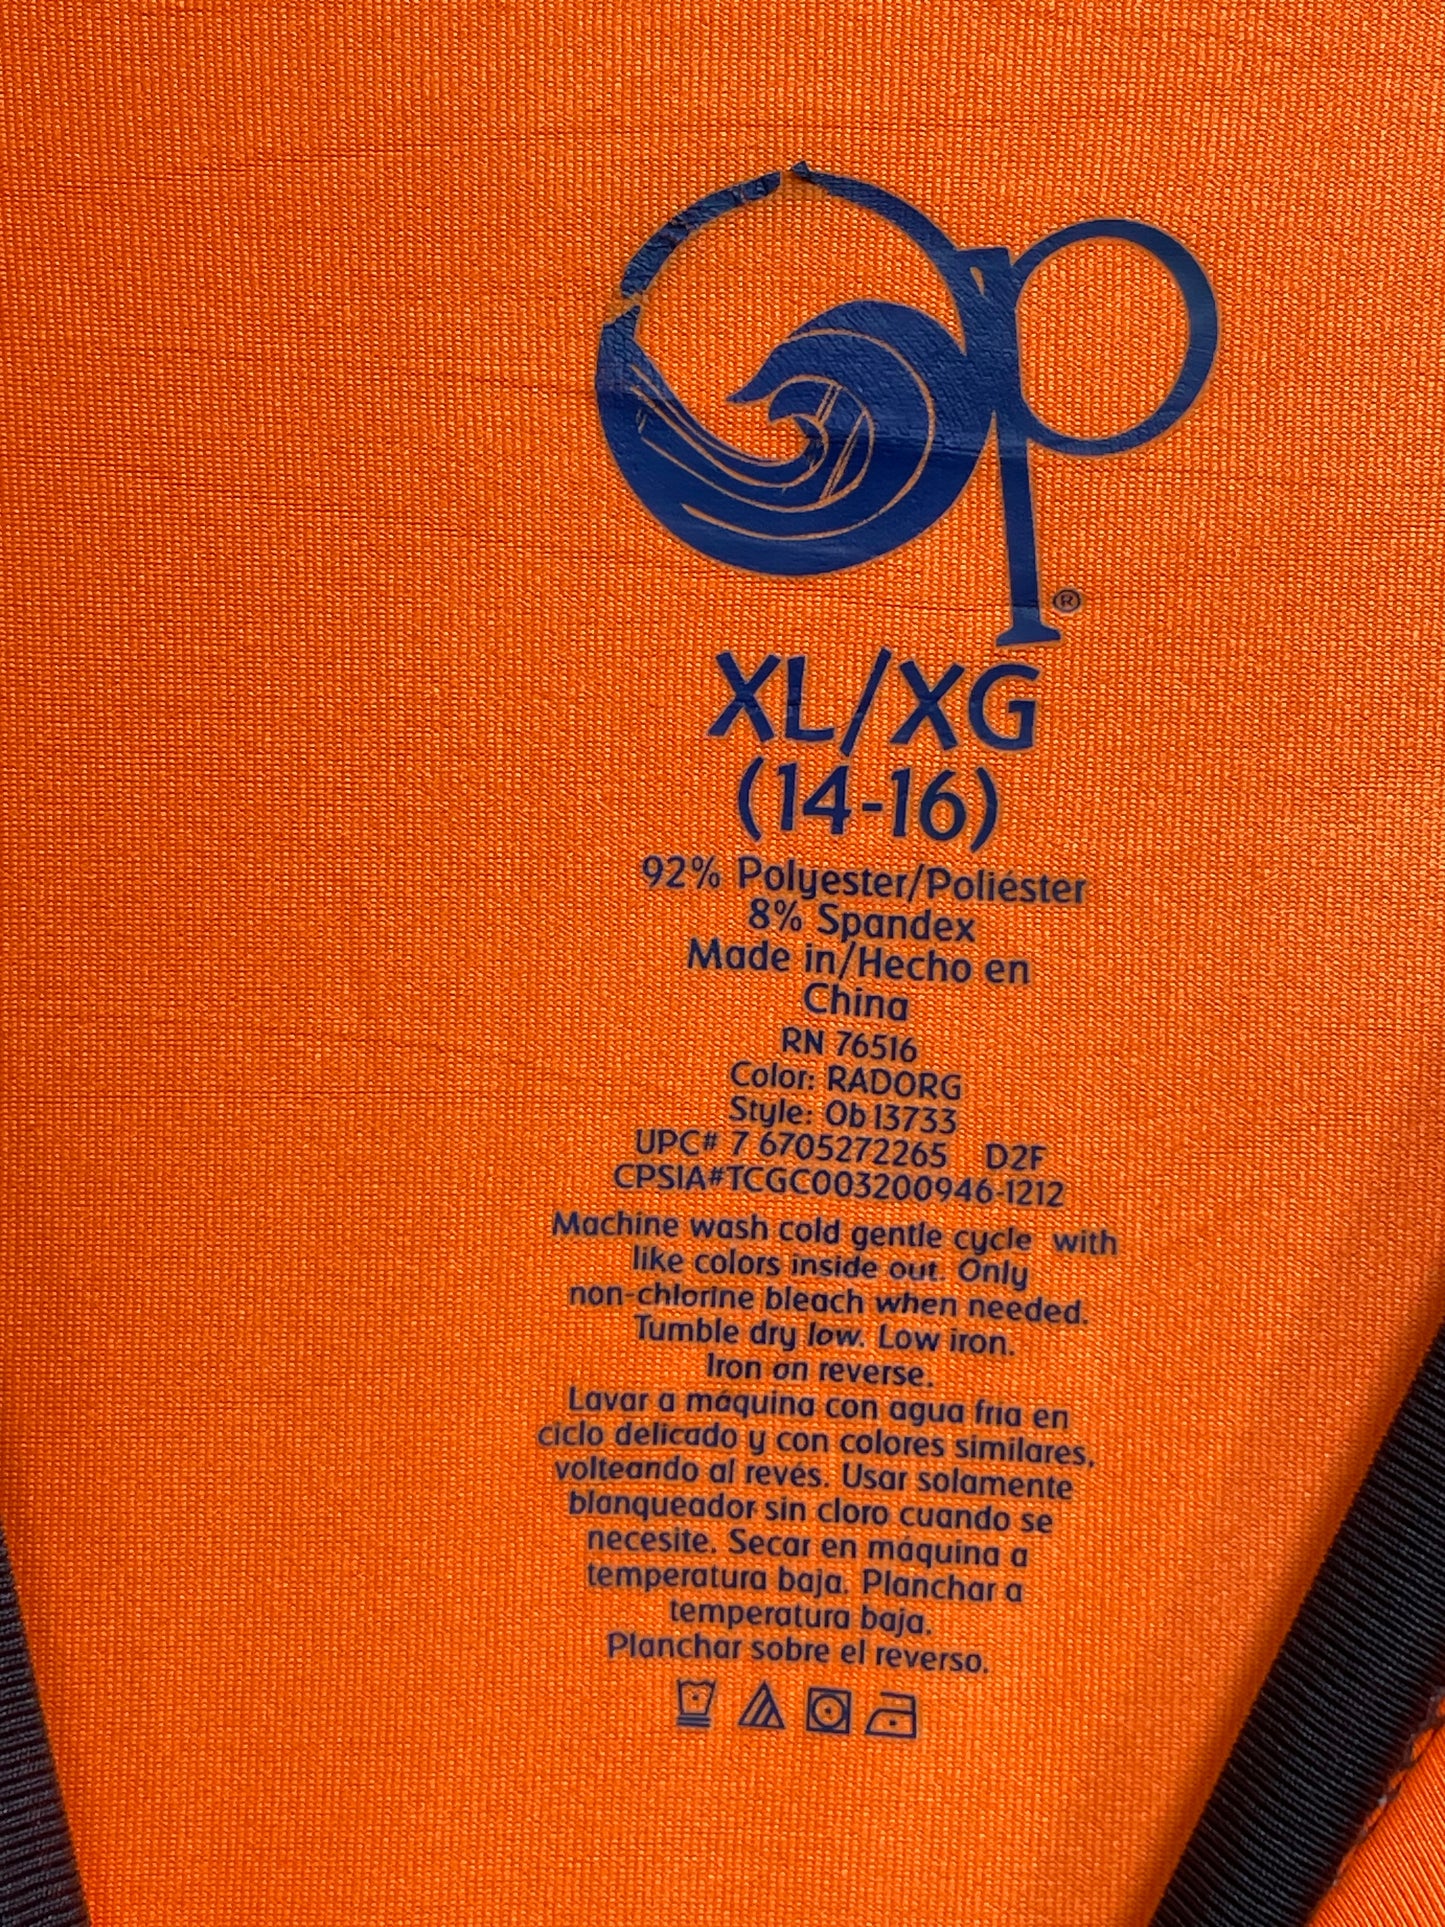 Op®
XL/XG
(14-16)
92% Polyester/Poliéster
8% Spandex
Made in/Hecho en
China
RN 76516
Color: RADORG
Style: Ob13733
UPC# 7 6705272265 D2F
CPSIA#TCGC003200946-1212
Machine wash cold gentle cycle with
like colors inside out. Only
non-chlorine bleach when needed.
Tumble dry low. Low iron.
Iron on reverse.
Lavar a máquina con agua fria en
ciclo delicado y con colores similares,
volteando al revés. Usar solamente
blanqueador sin cloro cuando se
necesite. Secar en máquina a
temperatura baja. Planchar a
temperatura baja.
Planchar sobre el reverso.